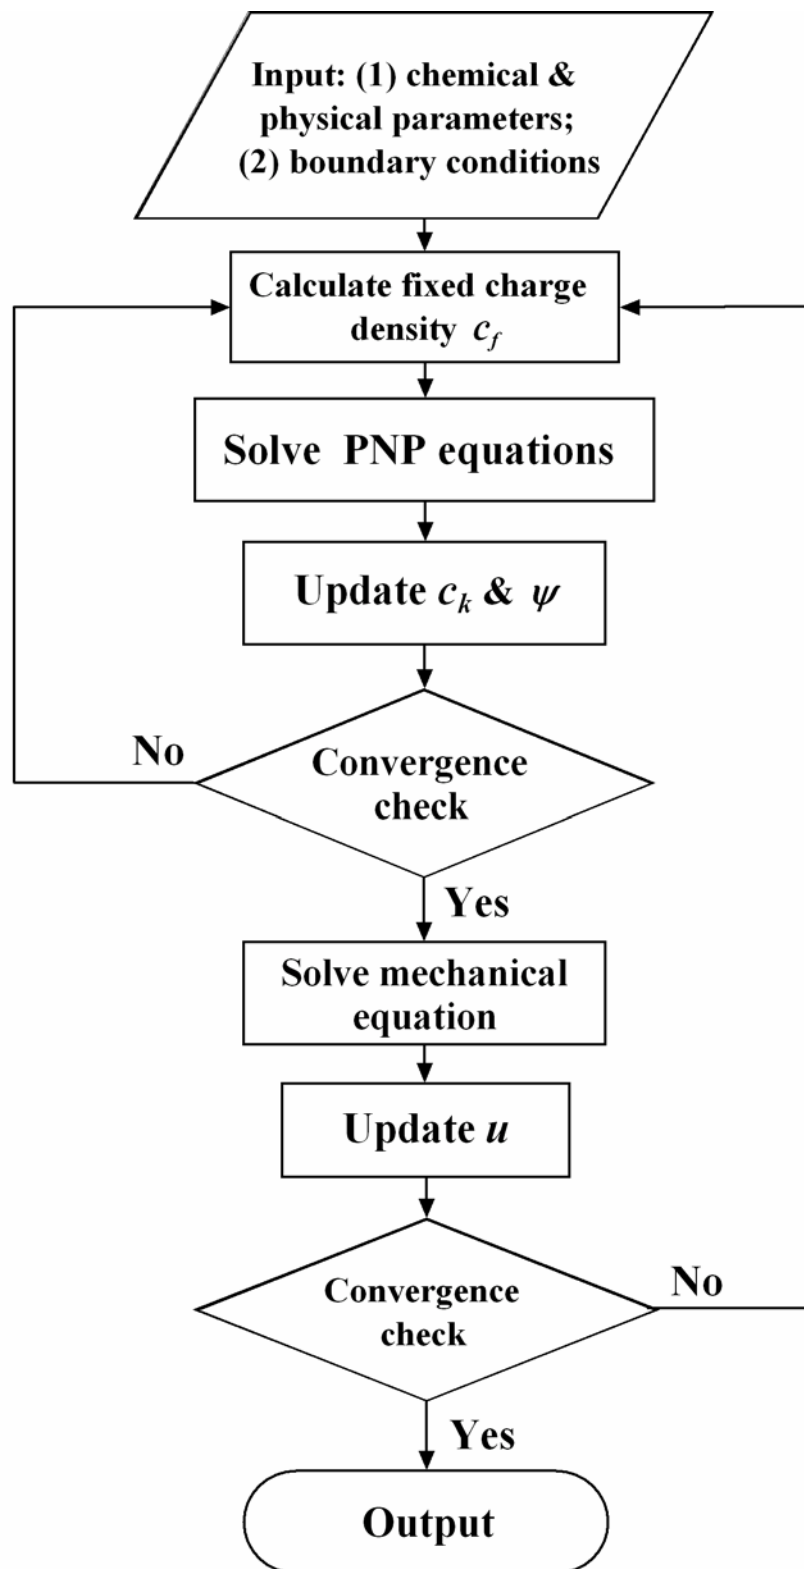 Input: (1) chemical &
physical parameters;
(2) boundary conditions
Calculate fixed charge
density c_f
Solve PNP equations
Update c_k & ψ
No
Convergence
check
Yes
Solve mechanical
equation
Update u
Convergence
check
No
Yes
Output